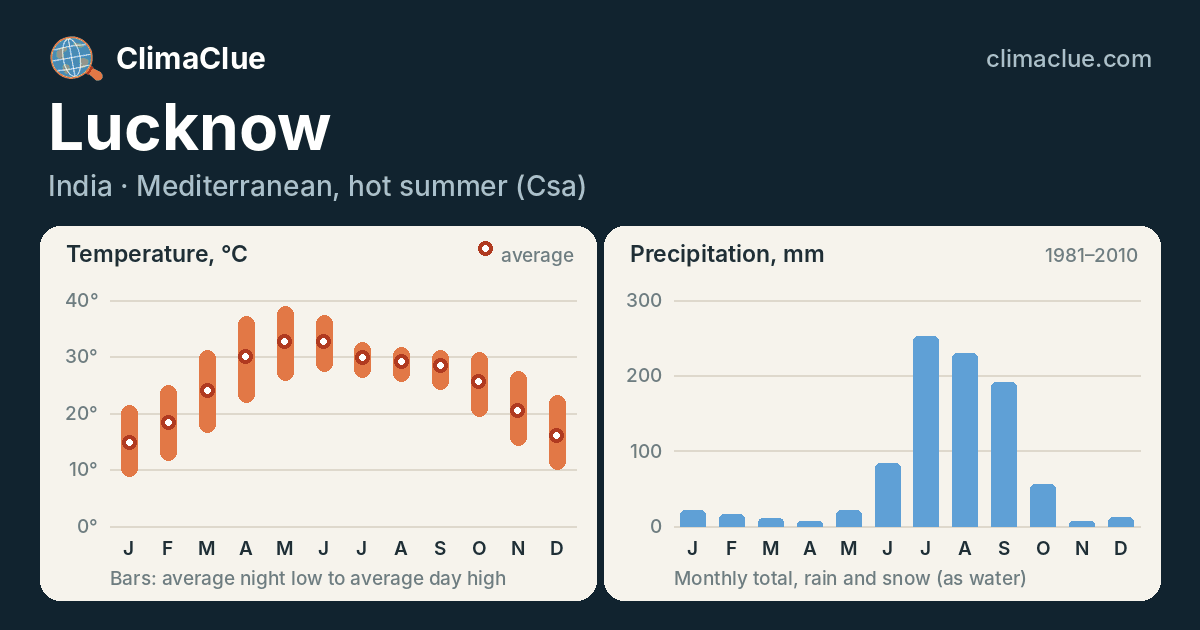 ClimaClue
climaclue.com
Lucknow
India · Mediterranean, hot summer (Csa)
Temperature, °C
average
40°
30°
20°
10°
0°
J F M A M J J A S O N D
Bars: average night low to average day high
Precipitation, mm
1981–2010
300
200
100
0
J F M A M J J A S O N D
Monthly total, rain and snow (as water)